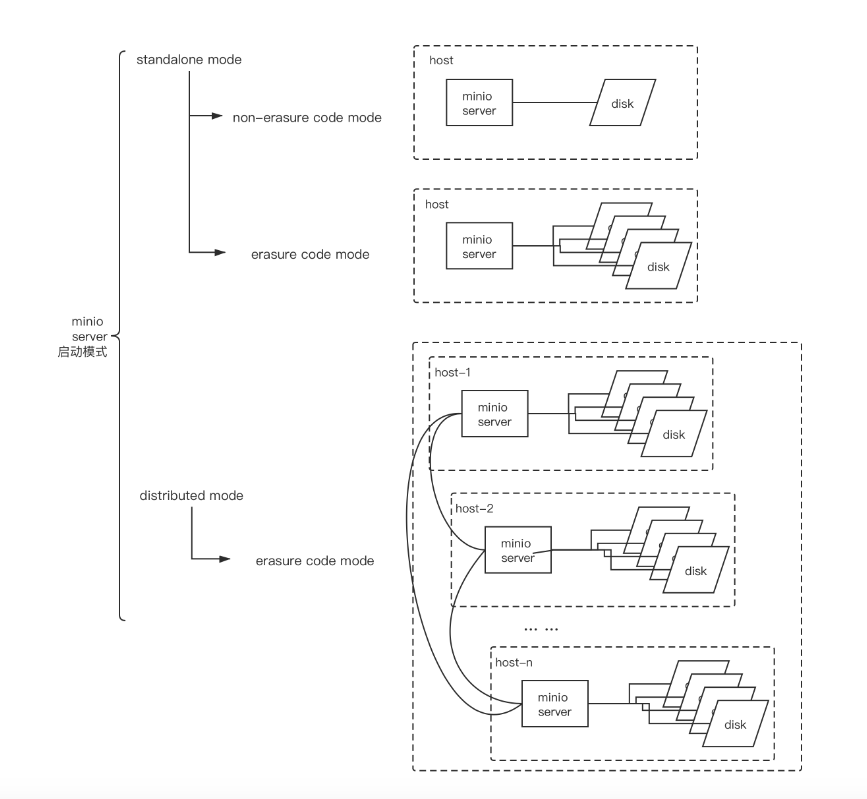 minio
server
启动模式
standalone mode
non-erasure code mode
erasure code mode
distributed mode
erasure code mode
host
minio
server
disk
host
minio
server
disk
host-1
minio
server
disk
host-2
minio
server
disk
... ...
host-n
minio
server
disk